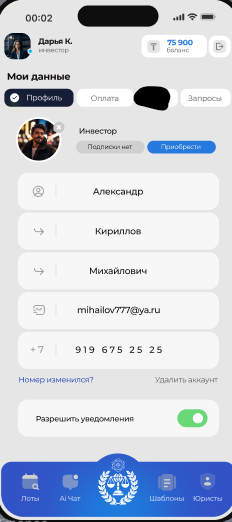 00:02
Дарья К.
инвестор
75 900
баланс
Мои данные
Профиль
Оплата
Запросы
Инвестор
Подписки нет
Приобрести
Александр
Кириллов
Михайлович
mihailov777@ya.ru
+7 919 675 25 25
Номер изменился?
Удалить аккаунт
Разрешить уведомления
Лоты
Ai Чат
Шаблоны
Юристы